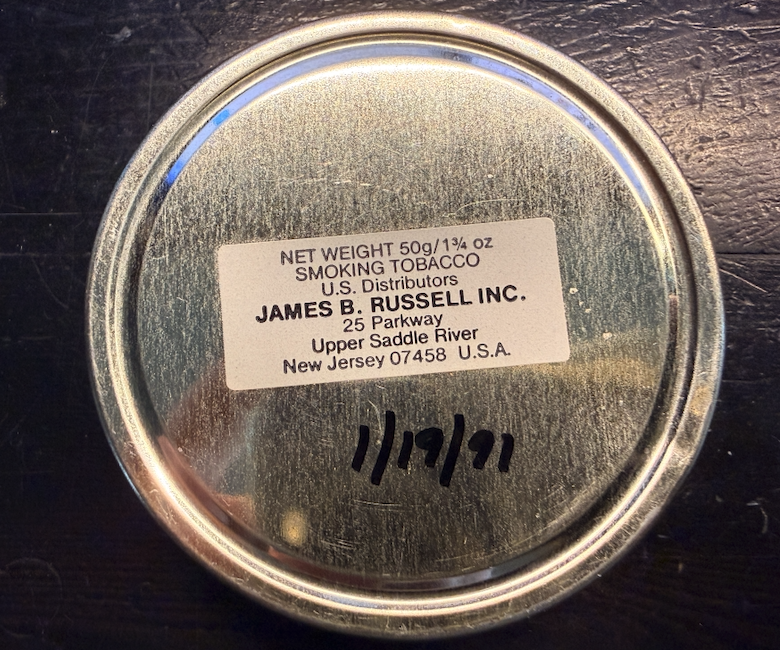 NET WEIGHT 50g/1¾ oz
SMOKING TOBACCO
U.S. Distributors
JAMES B. RUSSELL INC.
25 Parkway
Upper Saddle River
New Jersey 07458 U.S.A.
1/19/91